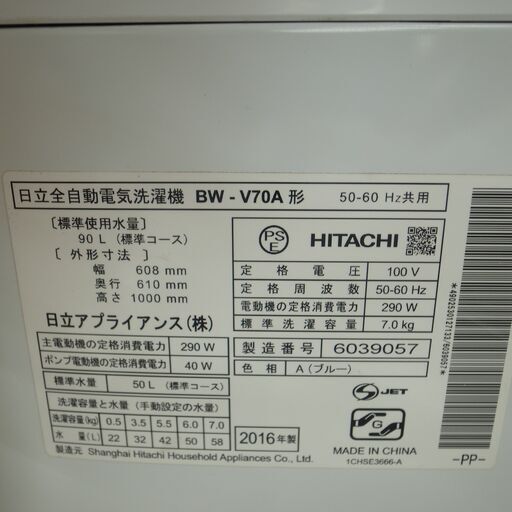 日立全自動電気洗濯機 BW - V70A 形 50-60 Hz共用
〔標準使用水量〕
90 L (標準コース)
〔 外形寸法 〕
幅 608 mm
奥行 610 mm
高さ 1000 mm
日立アプライアンス(株)
主電動機の定格消費電力 290 W
ポンプ電動機の定格消費電力 40 W
標準水量 50 L (標準コース)
洗濯容量と水量 (手動設定の水量)
洗濯容量(kg) 0.5 3.5 5.5 6.0 7.0
水 量(L) 22 32 42 50 58
製造元 Shanghai Hitachi Household Appliances Co., Ltd.
PSE
HITACHI
定格電圧 100 V
定格周波数 50-60 Hz
電動機の定格消費電力 290 W
標準洗濯容量 7.0 kg
製造番号 6039057
色相 A (ブルー)
S JET
G
2016年製
MADE IN CHINA
1CHSE3666-A
*4902530127133,6039057*
-PP-